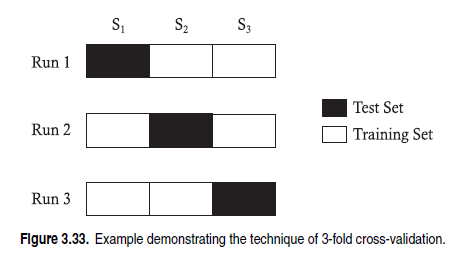 S1 S2 S3
Run 1
Run 2
Test Set
Training Set
Run 3
Figure 3.33. Example demonstrating the technique of 3-fold cross-validation.